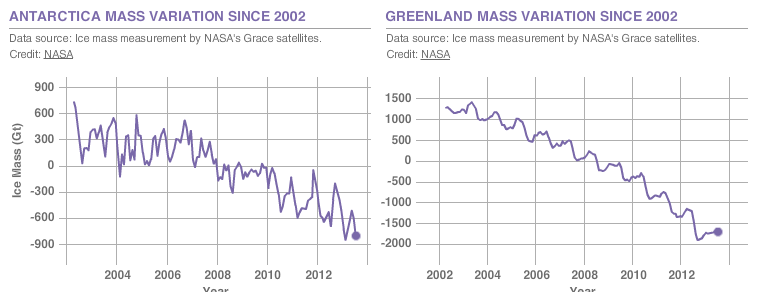 ANTARCTICA MASS VARIATION SINCE 2002
Data source: Ice mass measurement by NASA's Grace satellites.
Credit: NASA
Ice Mass (Gt)
900
600
300
0
-300
-600
-900
2004 2006 2008 2010 2012
Year
GREENLAND MASS VARIATION SINCE 2002
Data source: Ice mass measurement by NASA's Grace satellites.
Credit: NASA
1500
1000
500
0
-500
-1000
-1500
-2000
2002 2004 2006 2008 2010 2012
Year